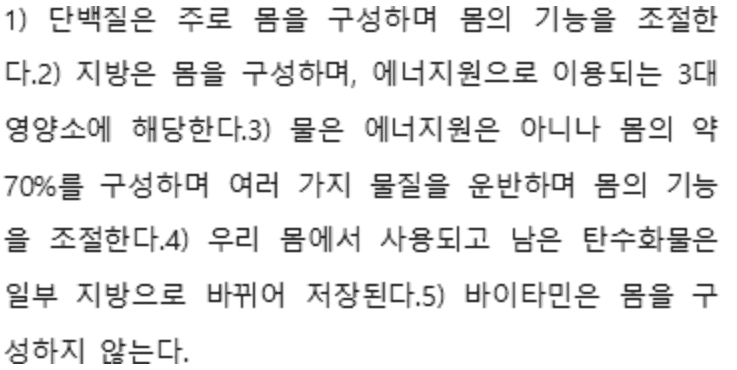 1) 단백질은 주로 몸을 구성하며 몸의 기능을 조절한
다.2) 지방은 몸을 구성하며, 에너지원으로 이용되는 3대
영양소에 해당한다.3) 물은 에너지원은 아니나 몸의 약
70%를 구성하며 여러 가지 물질을 운반하며 몸의 기능
을 조절한다.4) 우리 몸에서 사용되고 남은 탄수화물은
일부 지방으로 바뀌어 저장된다.5) 바이타민은 몸을 구
성하지 않는다.